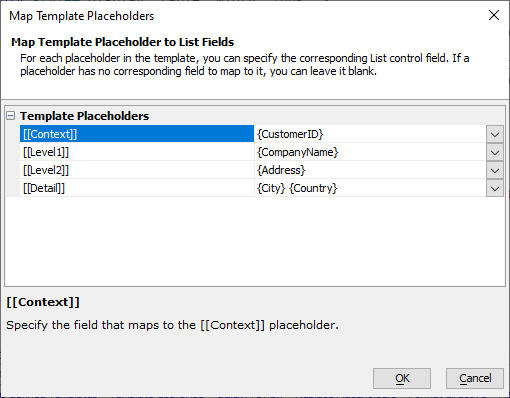 Map Template Placeholders
Map Template Placeholder to List Fields
For each placeholder in the template, you can specify the corresponding List control field. If a
placeholder has no corresponding field to map to it, you can leave it blank.
Template Placeholders
[[Context]] {CustomerID}
[[Level1]] {CompanyName}
[[Level2]] {Address}
[[Detail]] {City} {Country}
[[Context]]
Specify the field that maps to the [[Context]] placeholder.
OK Cancel